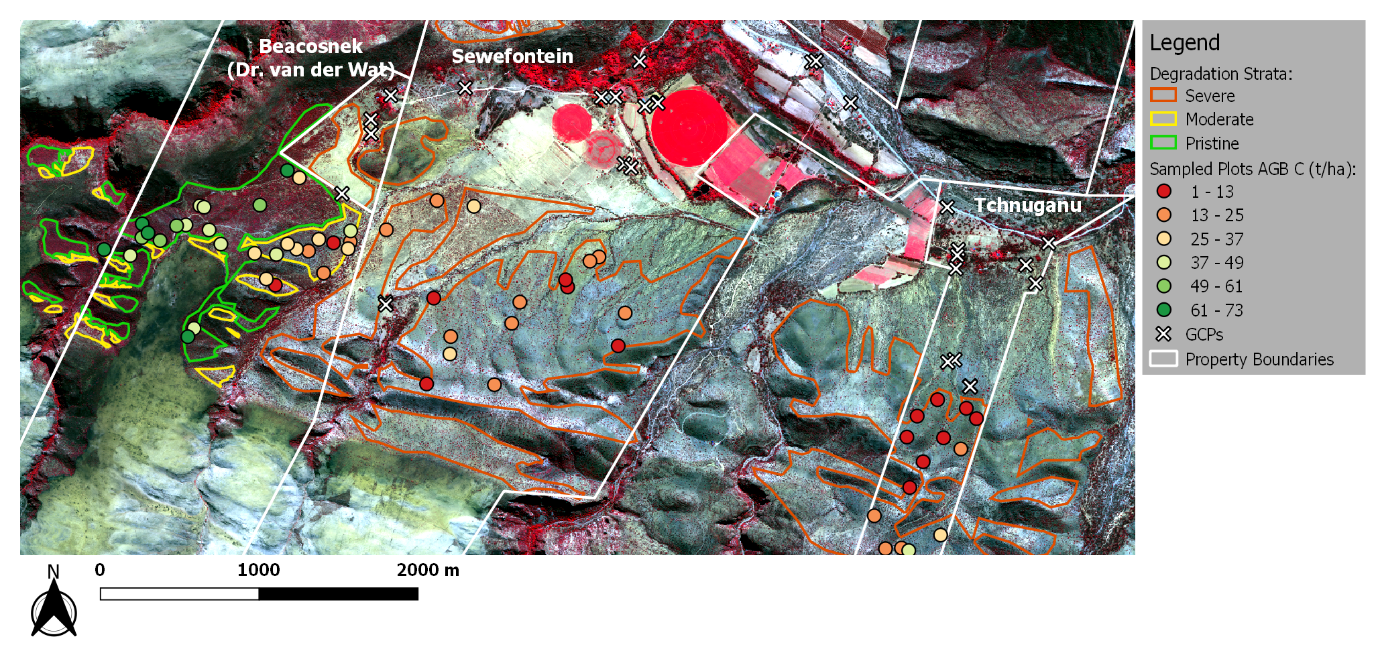 Beacosnek
(Dr. van der Wat)
Sewefontein
Tchnuganu
Legend
Degradation Strata:
Severe
Moderate
Pristine
Sampled Plots AGB C (t/ha):
1 - 13
13 - 25
25 - 37
37 - 49
49 - 61
61 - 73
GCPs
Property Boundaries
N
0 1000 2000 m